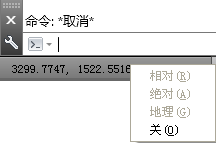 命令: *取消*
3299.7747, 1522.5516
相对(R)
绝对(A)
地理(G)
关(O)